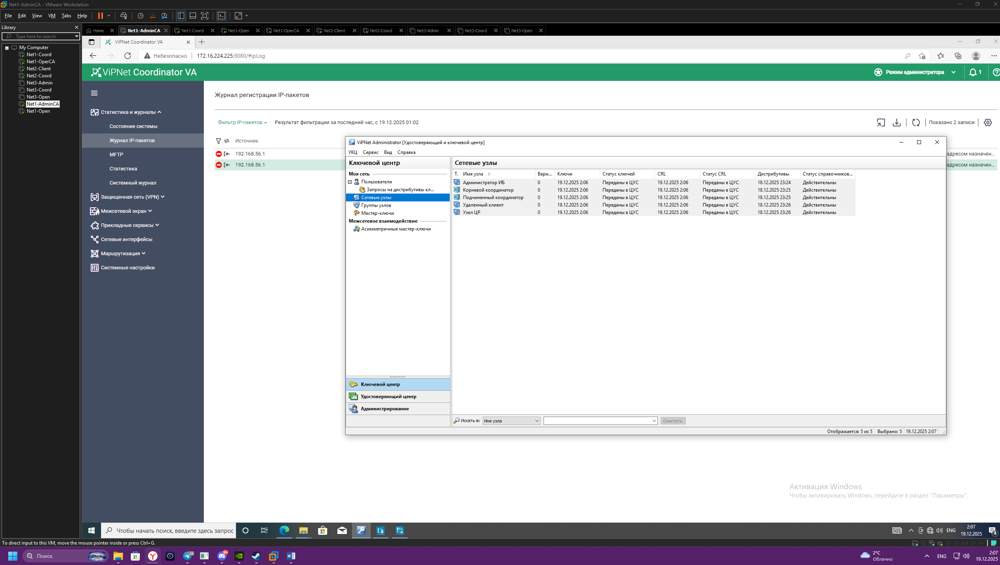 Net1-AdminCA - VMware Workstation
File Edit View VM Tabs Help
Library
Type here to search
My Computer
Net1-Coord
Net1-OperCA
Net2-Client
Net2-Coord
Net3-Admin
Net3-Coord
Net3-Open
Net1-AdminCA
Net1-Open
Home Net1-AdminCA Net1-Coord Net1-Open Net1-OperCA Net2-Client Net2-Coord Net3-Admin Net3-Coord Net3-Open
ViPNet Coordinator VA
Небезопасно 172.16.224.225:8080/#ipLog
ViPNet Coordinator VA
Режим администратора 1
Статистика и журналы
Состояние системы
Журнал IP-пакетов
MFTP
Статистика
Системный журнал
Защищенная сеть (VPN)
Межсетевой экран
Прикладные сервисы
Сетевые интерфейсы
Маршрутизация
Системные настройки
Журнал регистрации IP-пакетов
Фильтр IP-пакетов Результат фильтрации за последний час, с 19.12.2025 01:02 Показано 2 записи
Источник
192.168.56.1 адресом назначен...
192.168.56.1 адресом назначен...
ViPNet Administrator [Удостоверяющий и ключевой центр]
УКЦ Сервис Вид Справка
Ключевой центр
Моя сеть
Пользователи
Запросы на дистрибутивы кл...
Сетевые узлы
Группы узлов
Мастер-ключи
Межсетевое взаимодействие
Асимметричные мастер-ключи
Ключевой центр
Удостоверяющий центр
Администрирование
Сетевые узлы
Т. Имя узла Вари... Ключи Статус ключей CRL Статус CRL Дистрибутивы Статус справочников...
Администратор ИБ 0 19.12.2025 2:06 Переданы в ЦУС 19.12.2025 2:06 Переданы в ЦУС 18.12.2025 23:24 Действительны
Корневой координатор 0 19.12.2025 2:06 Переданы в ЦУС 19.12.2025 2:06 Переданы в ЦУС 18.12.2025 23:25 Действительны
Подчиненный координатор 0 19.12.2025 2:06 Переданы в ЦУС 19.12.2025 2:06 Переданы в ЦУС 18.12.2025 23:25 Действительны
Удаленный клиент 0 19.12.2025 2:06 Переданы в ЦУС 19.12.2025 2:06 Переданы в ЦУС 18.12.2025 23:26 Действительны
Узел ЦР 0 19.12.2025 2:06 Переданы в ЦУС 19.12.2025 2:06 Переданы в ЦУС 18.12.2025 23:26 Действительны
Искать в: Имя узла Очистить
Отображается: 5 из 5 Выбрано: 5 19.12.2025 2:07
Активация Windows
Чтобы активировать Windows, перейдите в раздел "Параметры".
Чтобы начать поиск, введите здесь запрос
ENG 2:07
19.12.2025 4
To direct input to this VM, move the mouse pointer inside or press Ctrl+G.
Поиск 39 9+
2°C
Облачно
ENG 2:07
19.12.2025